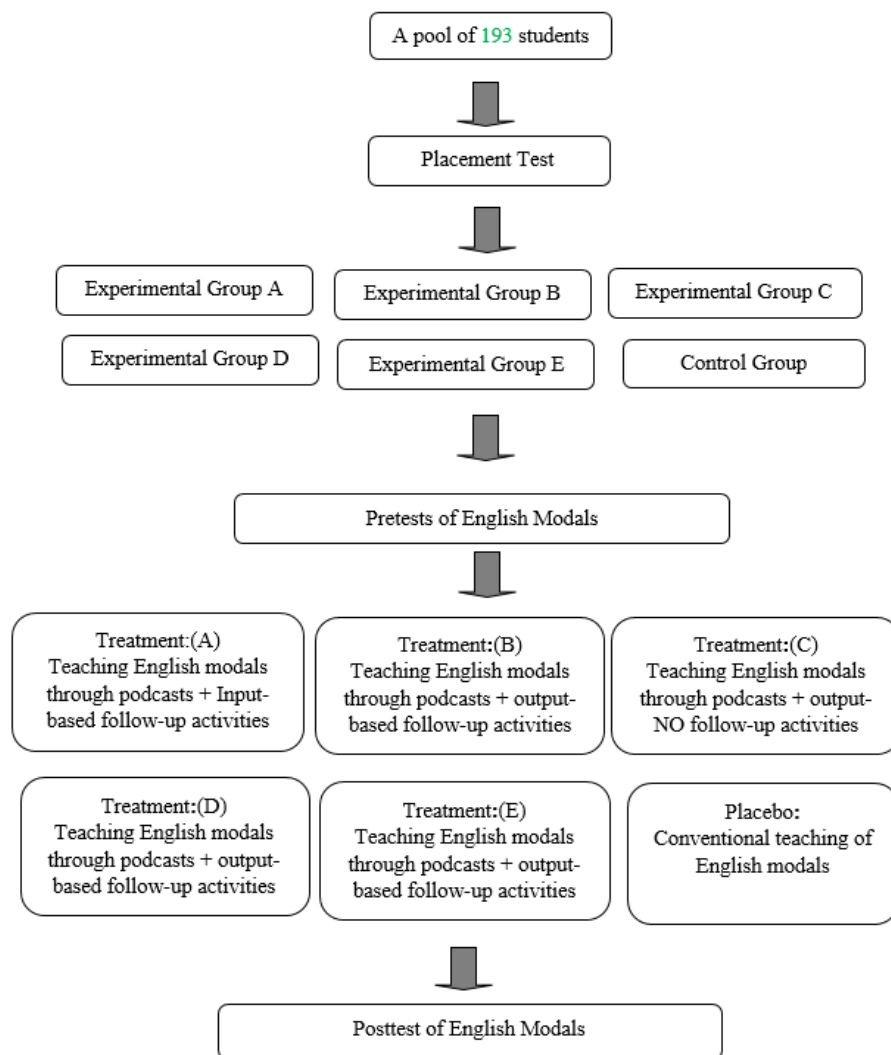 A pool of 193 students
Placement Test
Experimental Group A
Experimental Group B
Experimental Group C
Experimental Group D
Experimental Group E
Control Group
Pretests of English Modals
Treatment:(A)
Teaching English modals
through podcasts + Input-
based follow-up activities
Treatment:(B)
Teaching English modals
through podcasts + output-
based follow-up activities
Treatment:(C)
Teaching English modals
through podcasts + output-
NO follow-up activities
Treatment:(D)
Teaching English modals
through podcasts + output-
based follow-up activities
Treatment:(E)
Teaching English modals
through podcasts + output-
based follow-up activities
Placebo:
Conventional teaching of
English modals
Posttest of English Modals